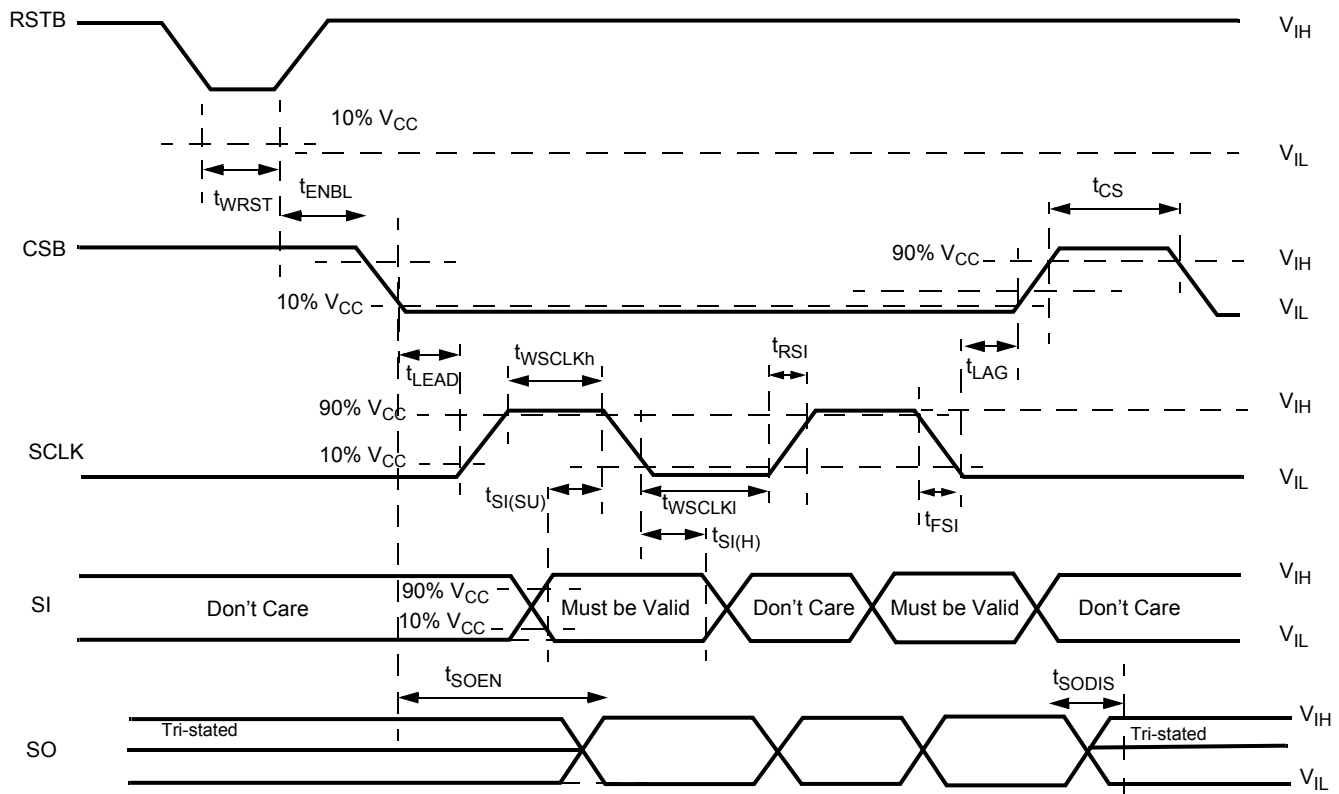 RSTB
VIH
10% VCC
VIL
tWRST
tENBL
tCS
CSB
90% VCC
VIH
10% VCC
VIL
tLEAD
tWSCLKh
tRSI
tLAG
90% VCC
VIH
SCLK
10% VCC
VIL
tSI(SU)
tWSCLKl
tFSI
tSI(H)
SI
90% VCC
VIH
Don't Care
Must be Valid
Don't Care
Must be Valid
Don't Care
10% VCC
VIL
tSOEN
tSODIS
VIH
Tri-stated
Tri-stated
SO
VIL